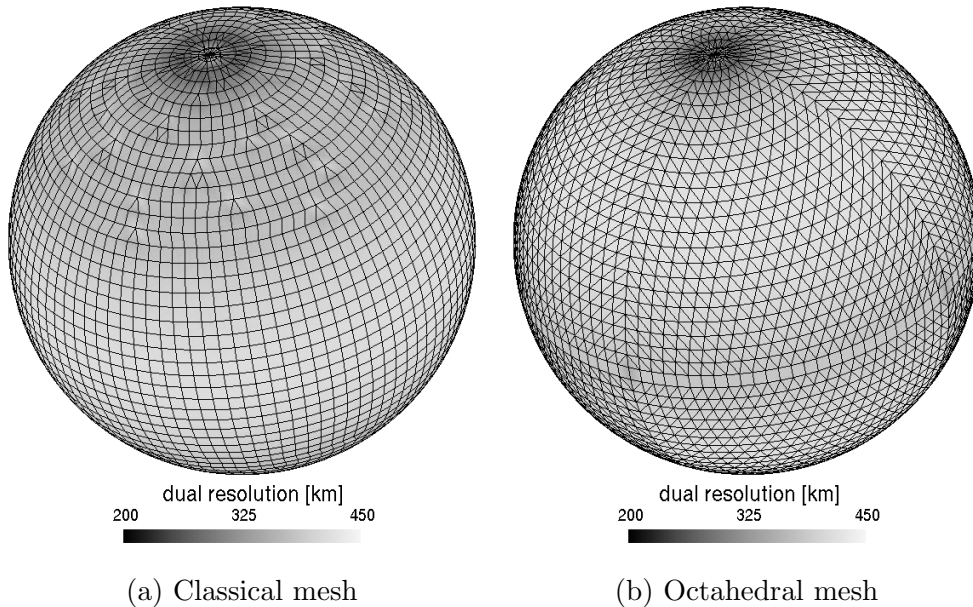 dual resolution [km]
200 325 450
(a) Classical mesh
dual resolution [km]
200 325 450
(b) Octahedral mesh